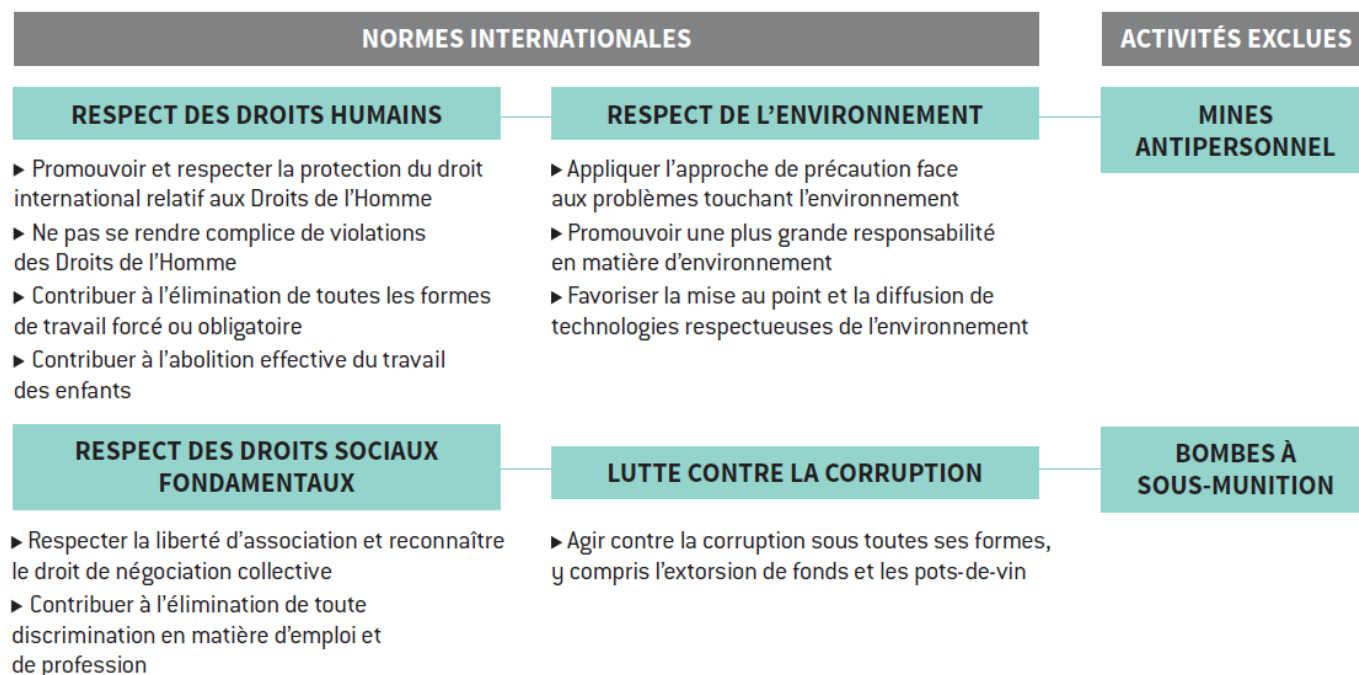 NORMES INTERNATIONALES
ACTIVITÉS EXCLUES
RESPECT DES DROITS HUMAINS
▸ Promouvoir et respecter la protection du droit
international relatif aux Droits de l'Homme
▸ Ne pas se rendre complice de violations
des Droits de l'Homme
▸ Contribuer à l'élimination de toutes les formes
de travail forcé ou obligatoire
▸ Contribuer à l'abolition effective du travail
des enfants
RESPECT DE L'ENVIRONNEMENT
▸ Appliquer l'approche de précaution face
aux problèmes touchant l'environnement
▸ Promouvoir une plus grande responsabilité
en matière d'environnement
▸ Favoriser la mise au point et la diffusion de
technologies respectueuses de l'environnement
MINES
ANTIPERSONNEL
RESPECT DES DROITS SOCIAUX
FONDAMENTAUX
▸ Respecter la liberté d'association et reconnaître
le droit de négociation collective
▸ Contribuer à l'élimination de toute
discrimination en matière d'emploi et
de profession
LUTTE CONTRE LA CORRUPTION
▸ Agir contre la corruption sous toutes ses formes,
y compris l'extorsion de fonds et les pots-de-vin
BOMBES À
SOUS-MUNITION